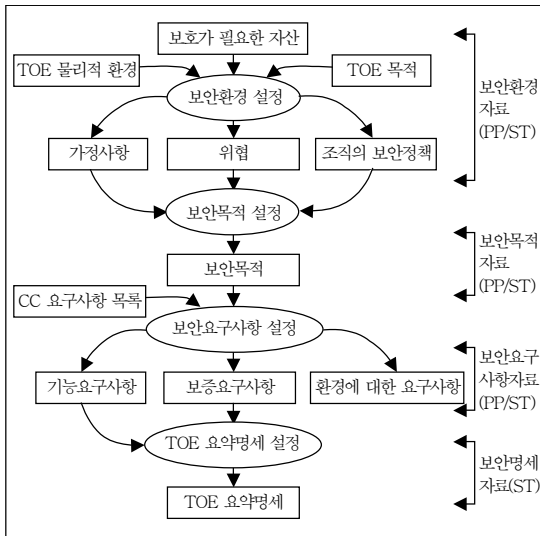 보호가 필요한 자산
TOE 물리적 환경
TOE 목적
보안환경 설정
보안환경
자료
(PP/ST)
가정사항
위협
조직의 보안정책
보안목적 설정
보안목적
보안목적
자료
(PP/ST)
CC 요구사항 목록
보안요구사항 설정
기능요구사항
보증요구사항
환경에 대한 요구사항
보안요구
사항자료
(PP/ST)
TOE 요약명세 설정
TOE 요약명세
보안명세
자료(ST)